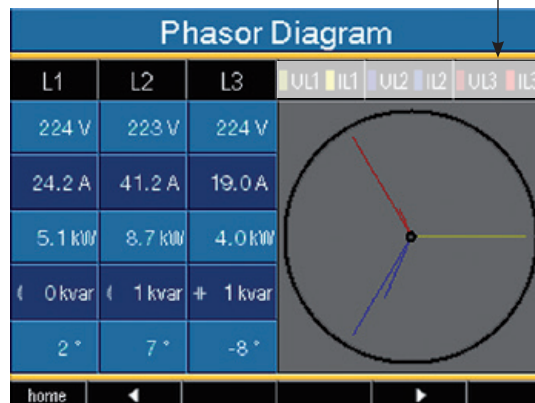 Phasor Diagram
L1 L2 L3 UL1 IL1 UL2 IL2 UL3 IL3
224 V 223 V 224 V
24.2 A 41.2 A 19.0 A
5.1 kW 8.7 kW 4.0 kW
0 kvar 1 kvar 1 kvar
2 ° 7 ° -8 °
home